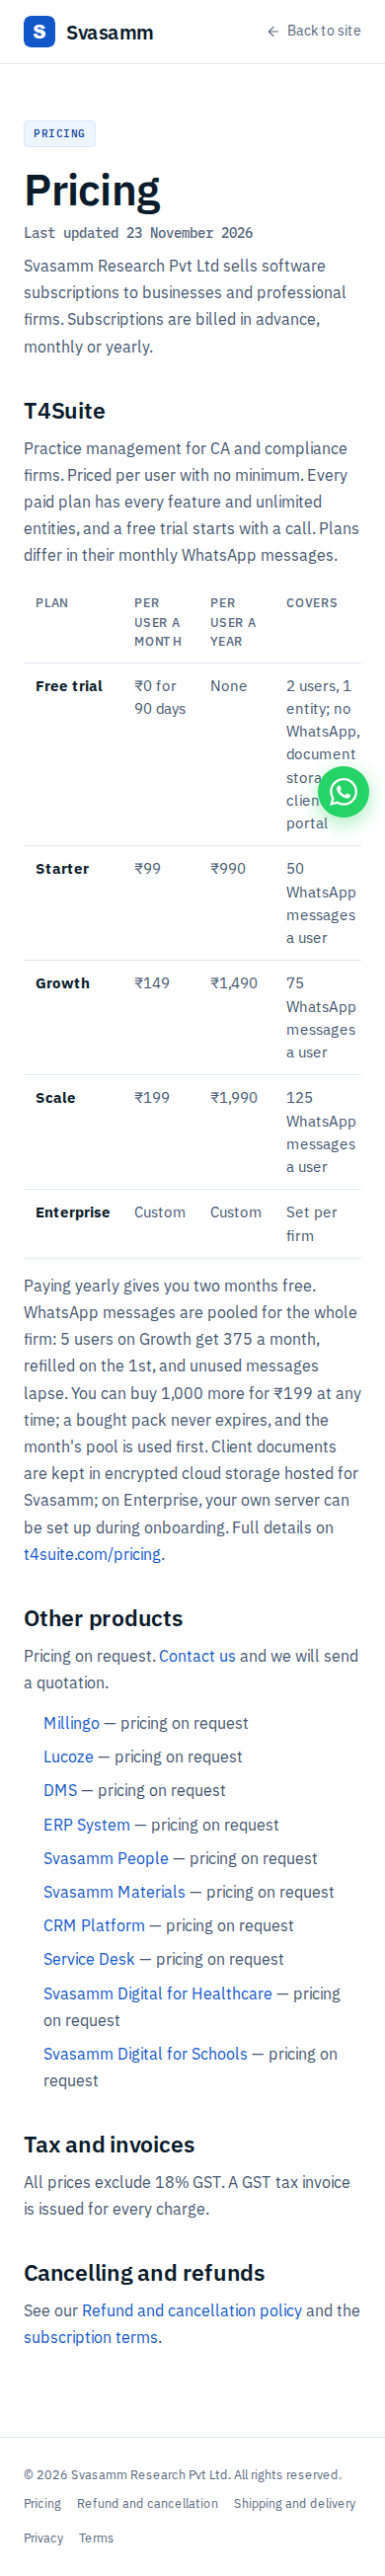 S Svasamm
← Back to site
PRICING
Pricing
Last updated 23 November 2026
Svasamm Research Pvt Ltd sells software
subscriptions to businesses and professional
firms. Subscriptions are billed in advance,
monthly or yearly.
T4Suite
Practice management for CA and compliance
firms. Priced per user with no minimum. Every
paid plan has every feature and unlimited
entities, and a free trial starts with a call. Plans
differ in their monthly WhatsApp messages.
PLAN PER PER COVERS
USER A USER A
MONTH YEAR
Free trial ₹0 for None 2 users, 1
90 days entity; no
WhatsApp,
document
portal
Starter ₹99 ₹990 50
WhatsApp
messages
a user
Growth ₹149 ₹1,490 75
WhatsApp
messages
a user
Scale ₹199 ₹1,990 125
WhatsApp
messages
a user
Enterprise Custom Custom Set per
firm
Paying yearly gives you two months free.
WhatsApp messages are pooled for the whole
firm: 5 users on Growth get 375 a month,
refilled on the 1st, and unused messages
lapse. You can buy 1,000 more for ₹199 at any
time; a bought pack never expires, and the
month's pool is used first. Client documents
are kept in encrypted cloud storage hosted for
Svasamm; on Enterprise, your own server can
be set up during onboarding. Full details on
t4suite.com/pricing.
Other products
Pricing on request. Contact us and we will send
a quotation.
Millingo — pricing on request
Lucoze — pricing on request
DMS — pricing on request
ERP System — pricing on request
Svasamm People — pricing on request
Svasamm Materials — pricing on request
CRM Platform — pricing on request
Service Desk — pricing on request
Svasamm Digital for Healthcare — pricing
on request
Svasamm Digital for Schools — pricing on
request
Tax and invoices
All prices exclude 18% GST. A GST tax invoice
is issued for every charge.
Cancelling and refunds
See our Refund and cancellation policy and the
subscription terms.
© 2026 Svasamm Research Pvt Ltd. All rights reserved.
Pricing Refund and cancellation Shipping and delivery
Privacy Terms